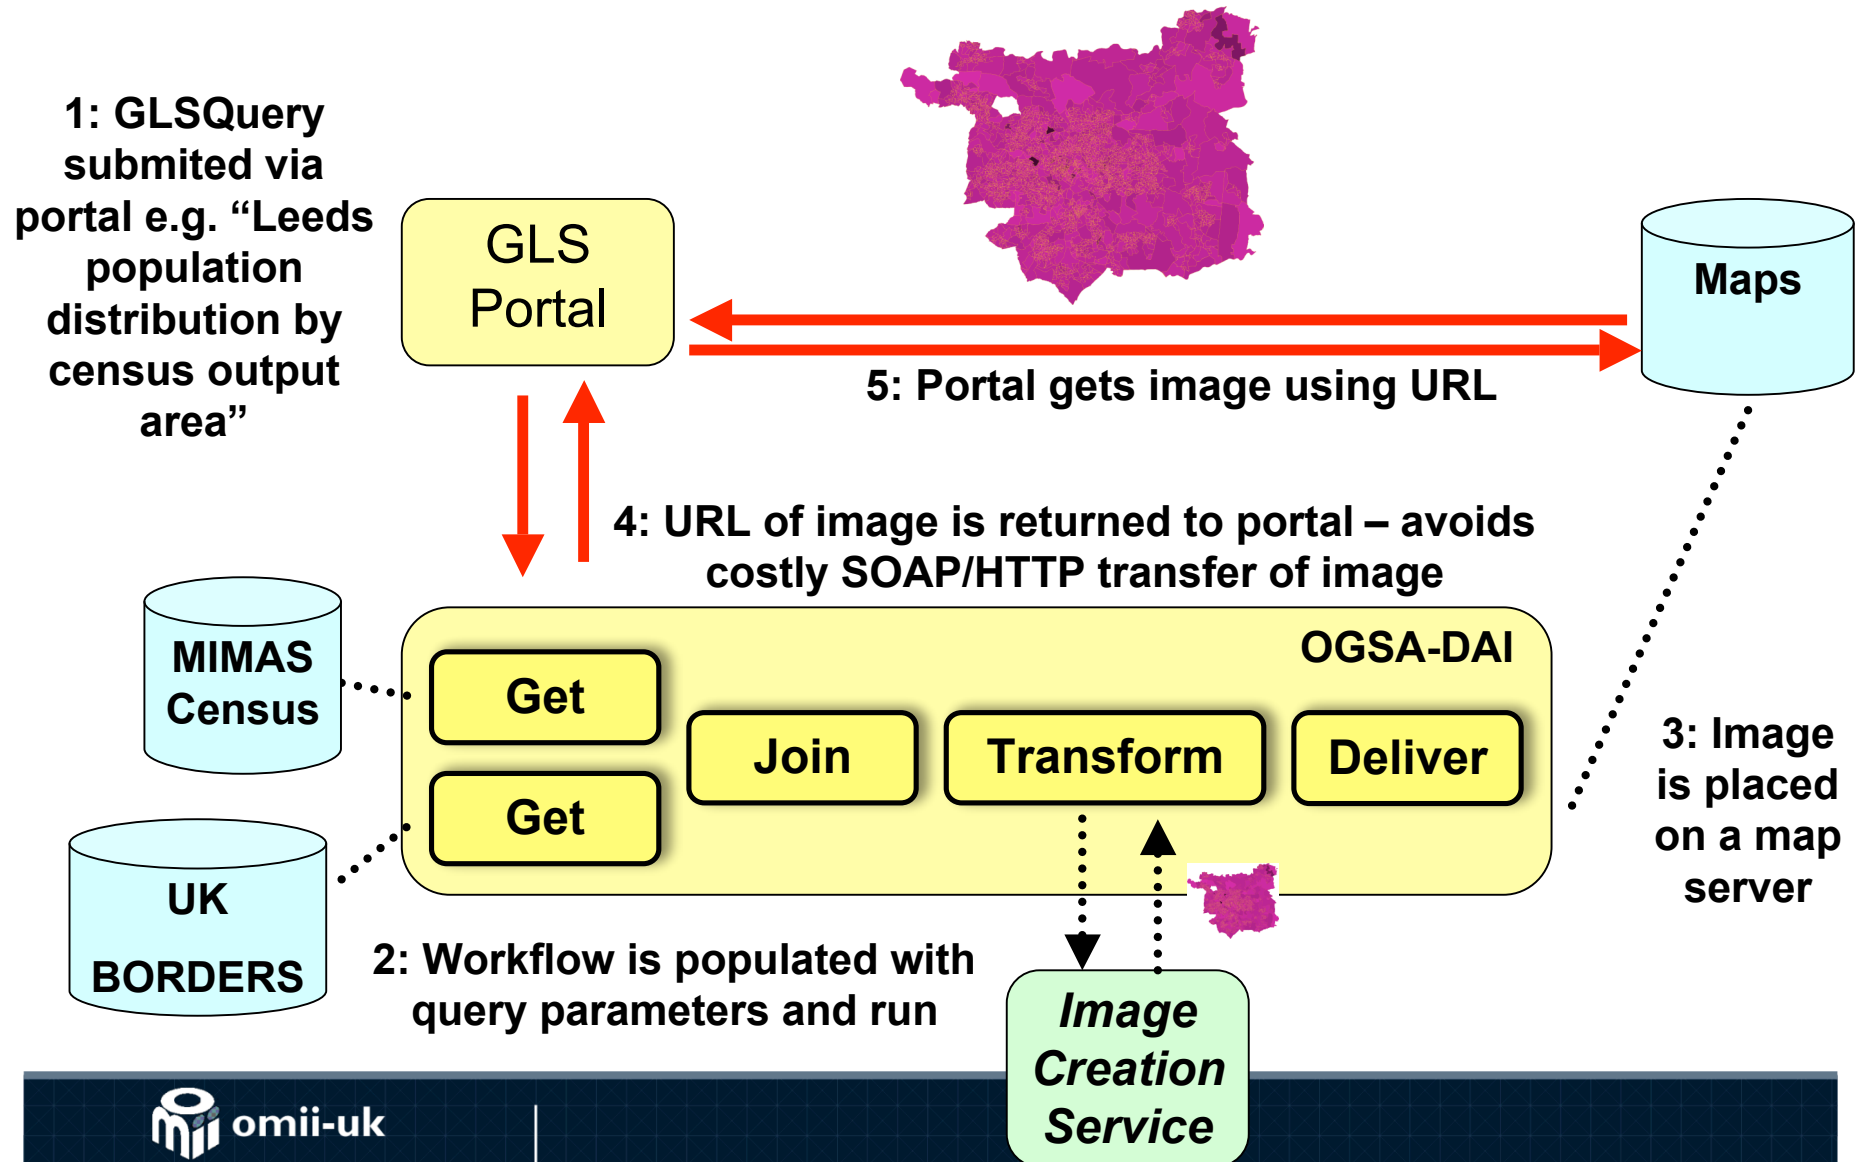 1: GLSQuery
submited via
portal e.g. “Leeds
population
distribution by
census output
area”
GLS
Portal
Maps
5: Portal gets image using URL
4: URL of image is returned to portal – avoids
costly SOAP/HTTP transfer of image
MIMAS
Census
OGSA-DAI
Get
Get
Join
Transform
Deliver
3: Image
is placed
on a map
server
UK
BORDERS
2: Workflow is populated with
query parameters and run
Image
Creation
Service
omii-uk